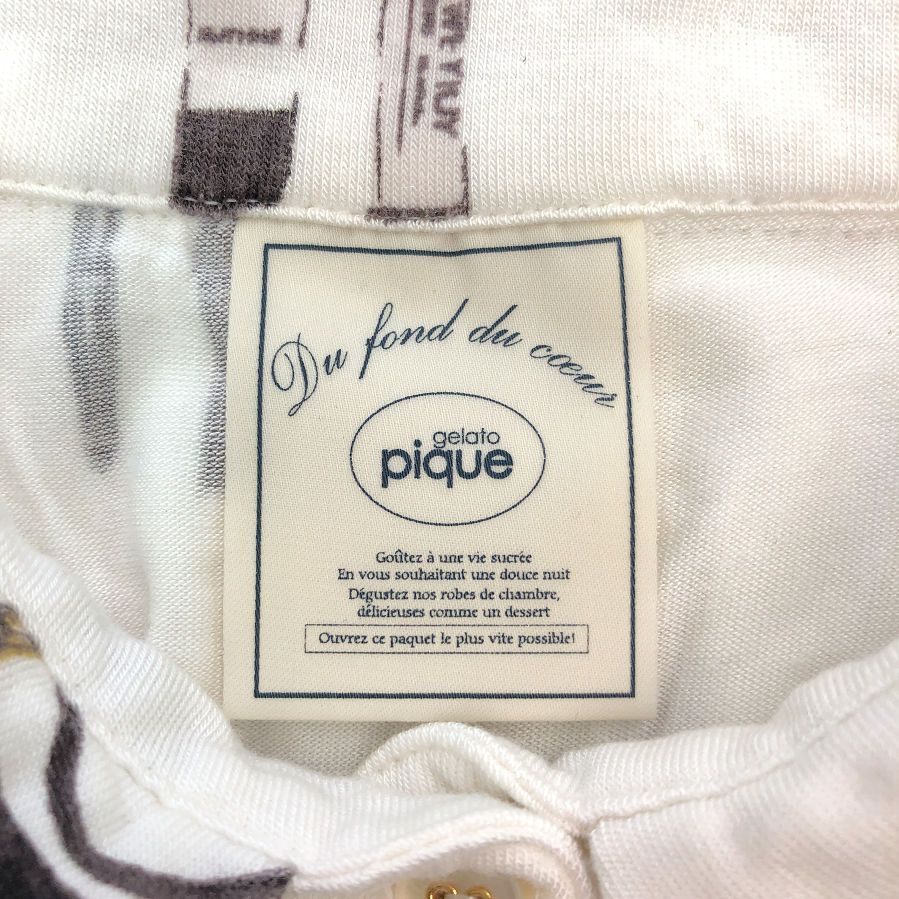 Du fond du cœur
gelato
pique
Goûtez à une vie sucrée
En vous souhaitant une douce nuit
Dégustez nos robes de chambre,
délicieuses comme un dessert
Ouvrez ce paquet le plus vite possible!